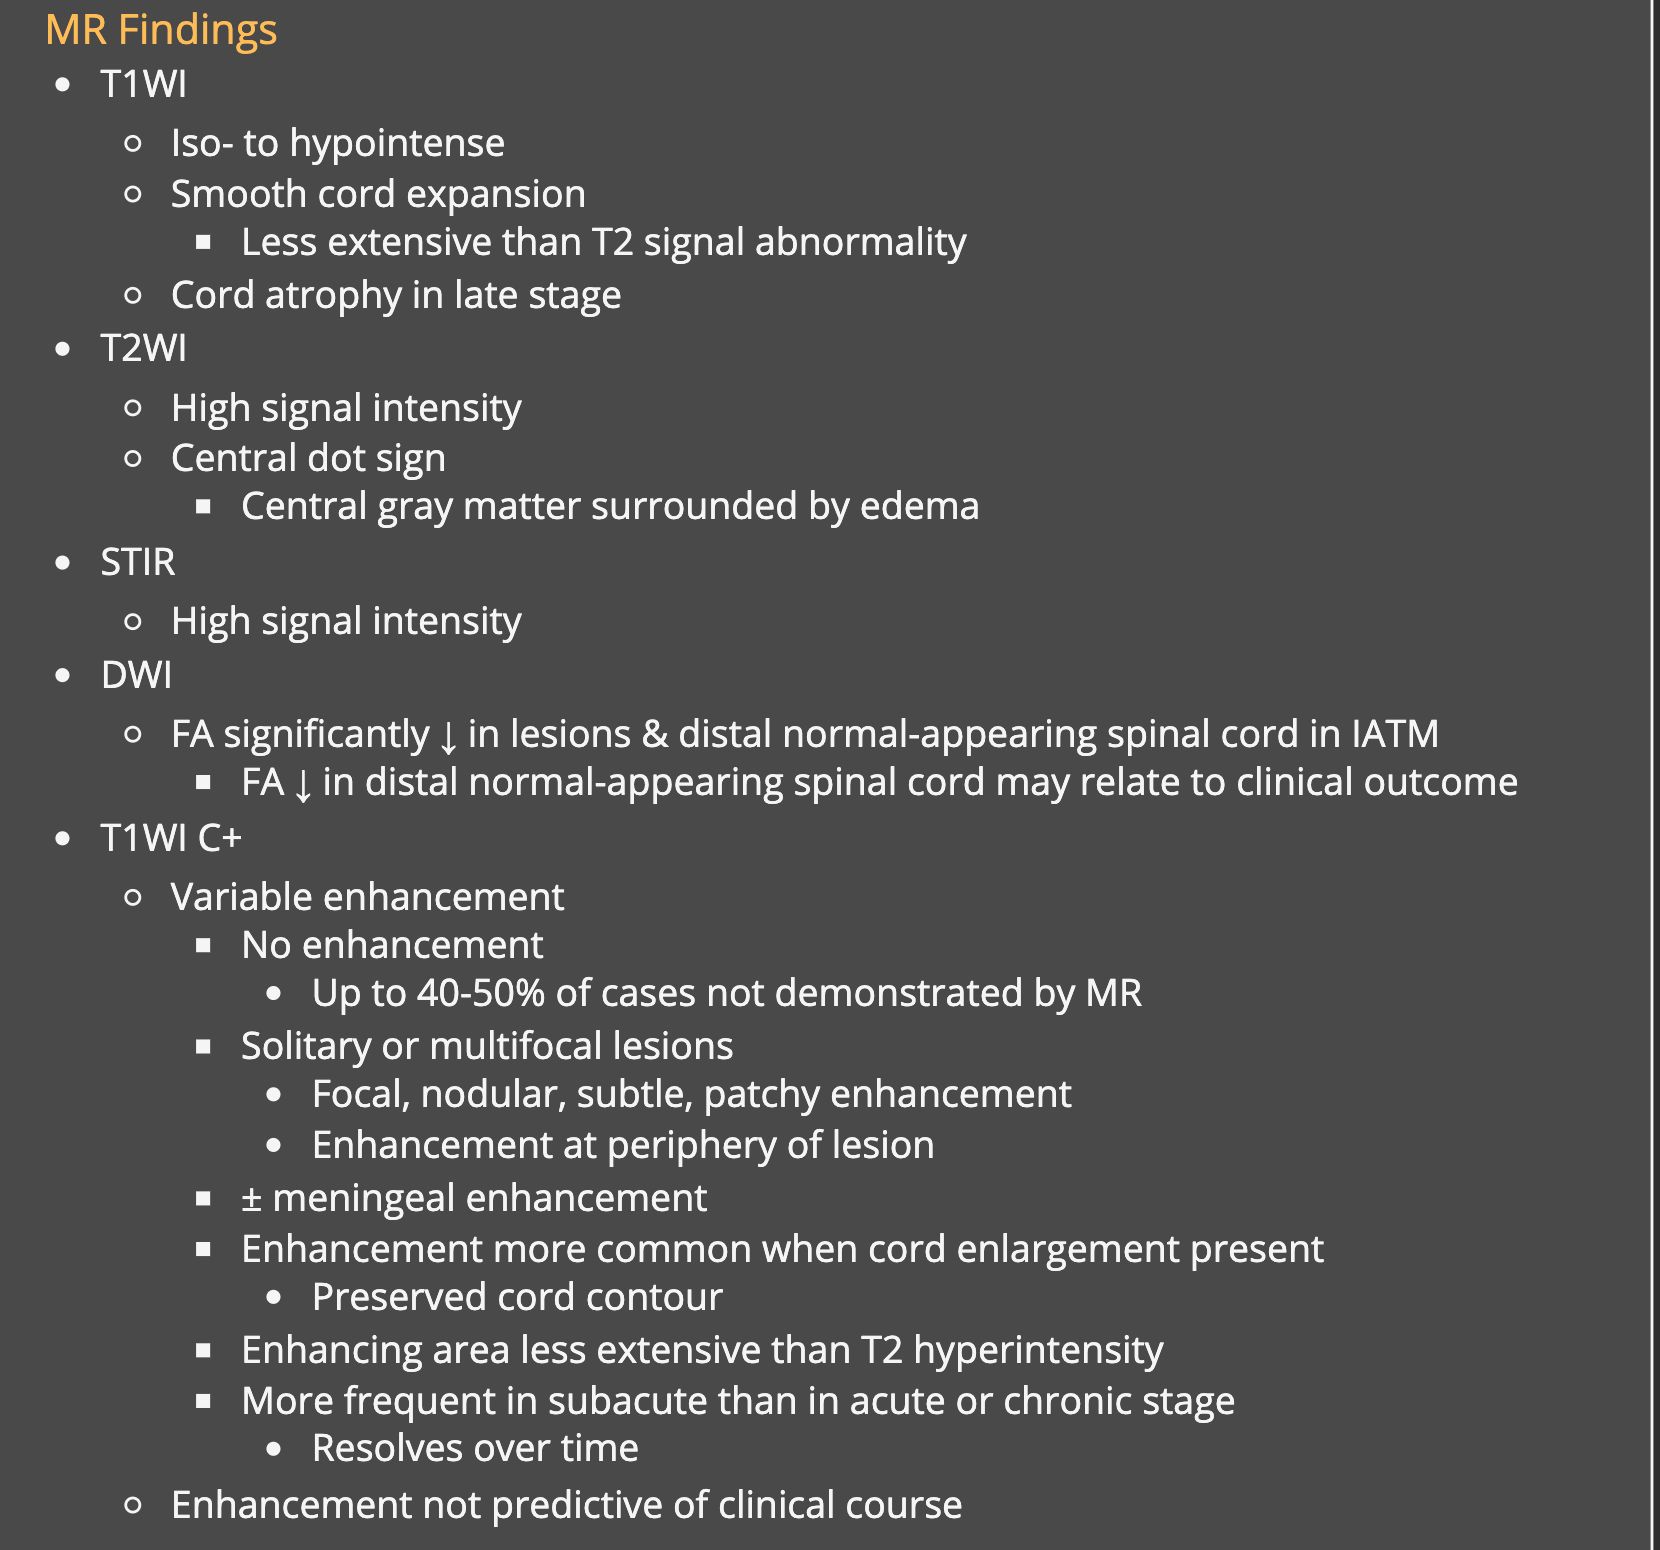 MR Findings
• T1WI
○ Iso- to hypointense
○ Smooth cord expansion
▪ Less extensive than T2 signal abnormality
○ Cord atrophy in late stage
• T2WI
○ High signal intensity
○ Central dot sign
▪ Central gray matter surrounded by edema
• STIR
○ High signal intensity
• DWI
○ FA significantly ↓ in lesions & distal normal-appearing spinal cord in IATM
▪ FA ↓ in distal normal-appearing spinal cord may relate to clinical outcome
• T1WI C+
○ Variable enhancement
▪ No enhancement
• Up to 40-50% of cases not demonstrated by MR
▪ Solitary or multifocal lesions
• Focal, nodular, subtle, patchy enhancement
• Enhancement at periphery of lesion
▪ ± meningeal enhancement
▪ Enhancement more common when cord enlargement present
• Preserved cord contour
▪ Enhancing area less extensive than T2 hyperintensity
▪ More frequent in subacute than in acute or chronic stage
• Resolves over time
○ Enhancement not predictive of clinical course